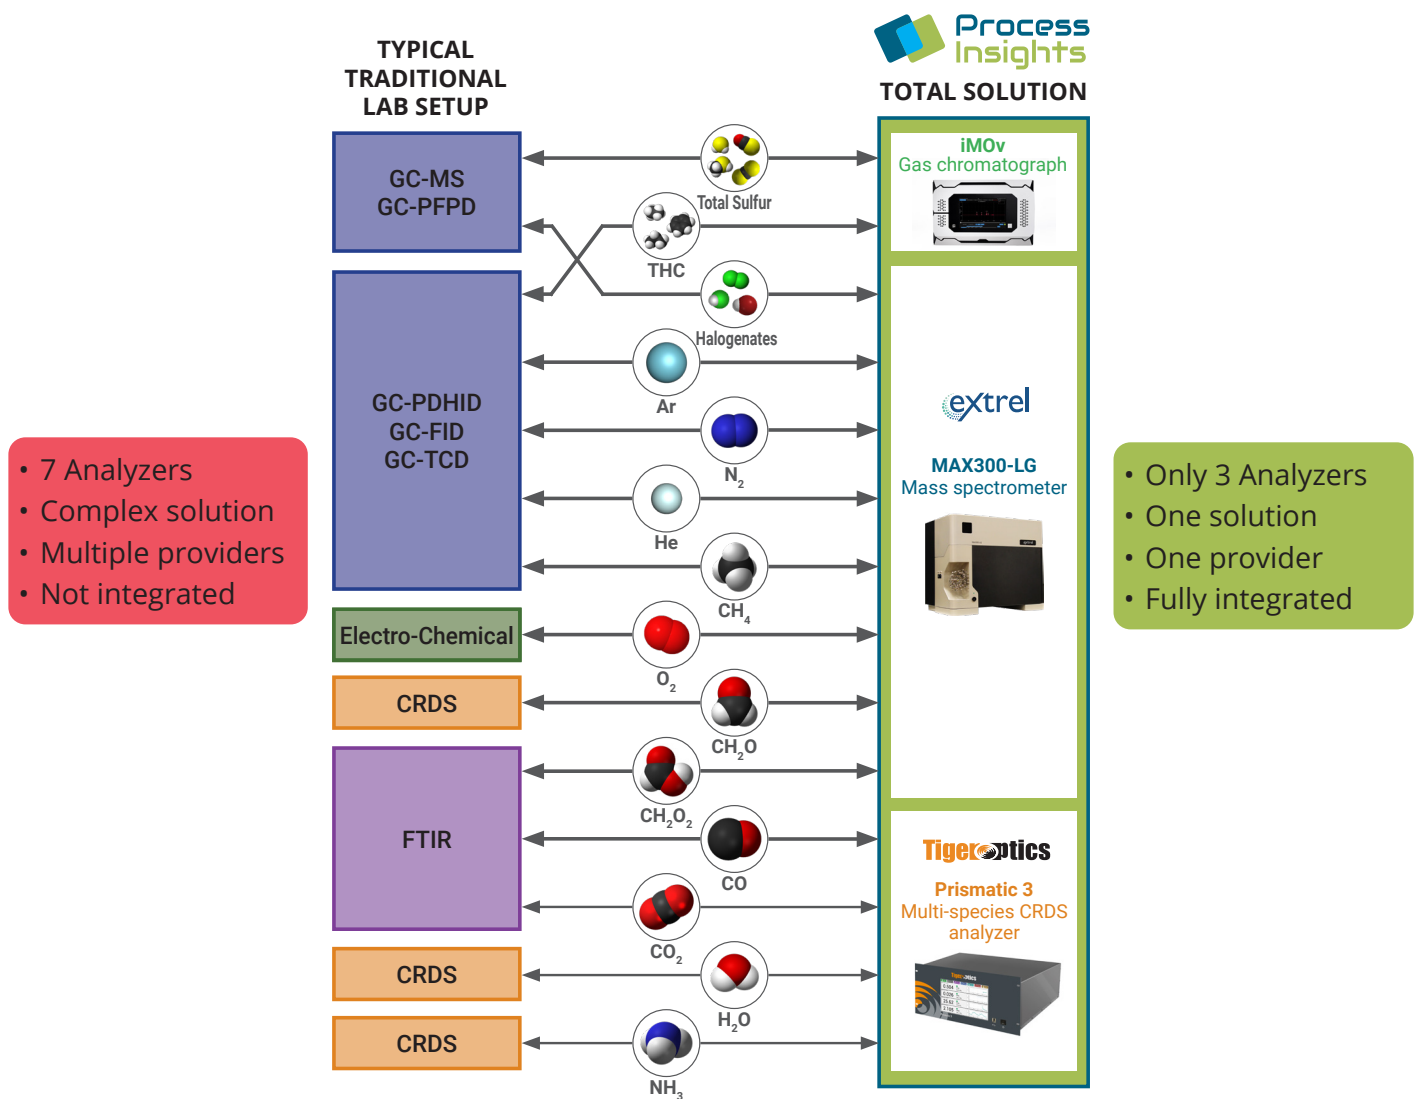 TYPICAL
TRADITIONAL
LAB SETUP
Process
Insights
TOTAL SOLUTION
GC-MS
GC-PFPD
GC-PDHID
GC-FID
GC-TCD
Electro-Chemical
CRDS
FTIR
CRDS
CRDS
• 7 Analyzers
• Complex solution
• Multiple providers
• Not integrated
Total Sulfur
THC
Halogenates
Ar
N₂
He
CH₄
O₂
CH₂O
CH₂O₂
CO
CO₂
H₂O
NH₃
iMOv
Gas chromatograph
extrel
MAX300-LG
Mass spectrometer
Tigeroptics
Prismatic 3
Multi-species CRDS
analyzer
Tigeroptics
• Only 3 Analyzers
• One solution
• One provider
• Fully integrated